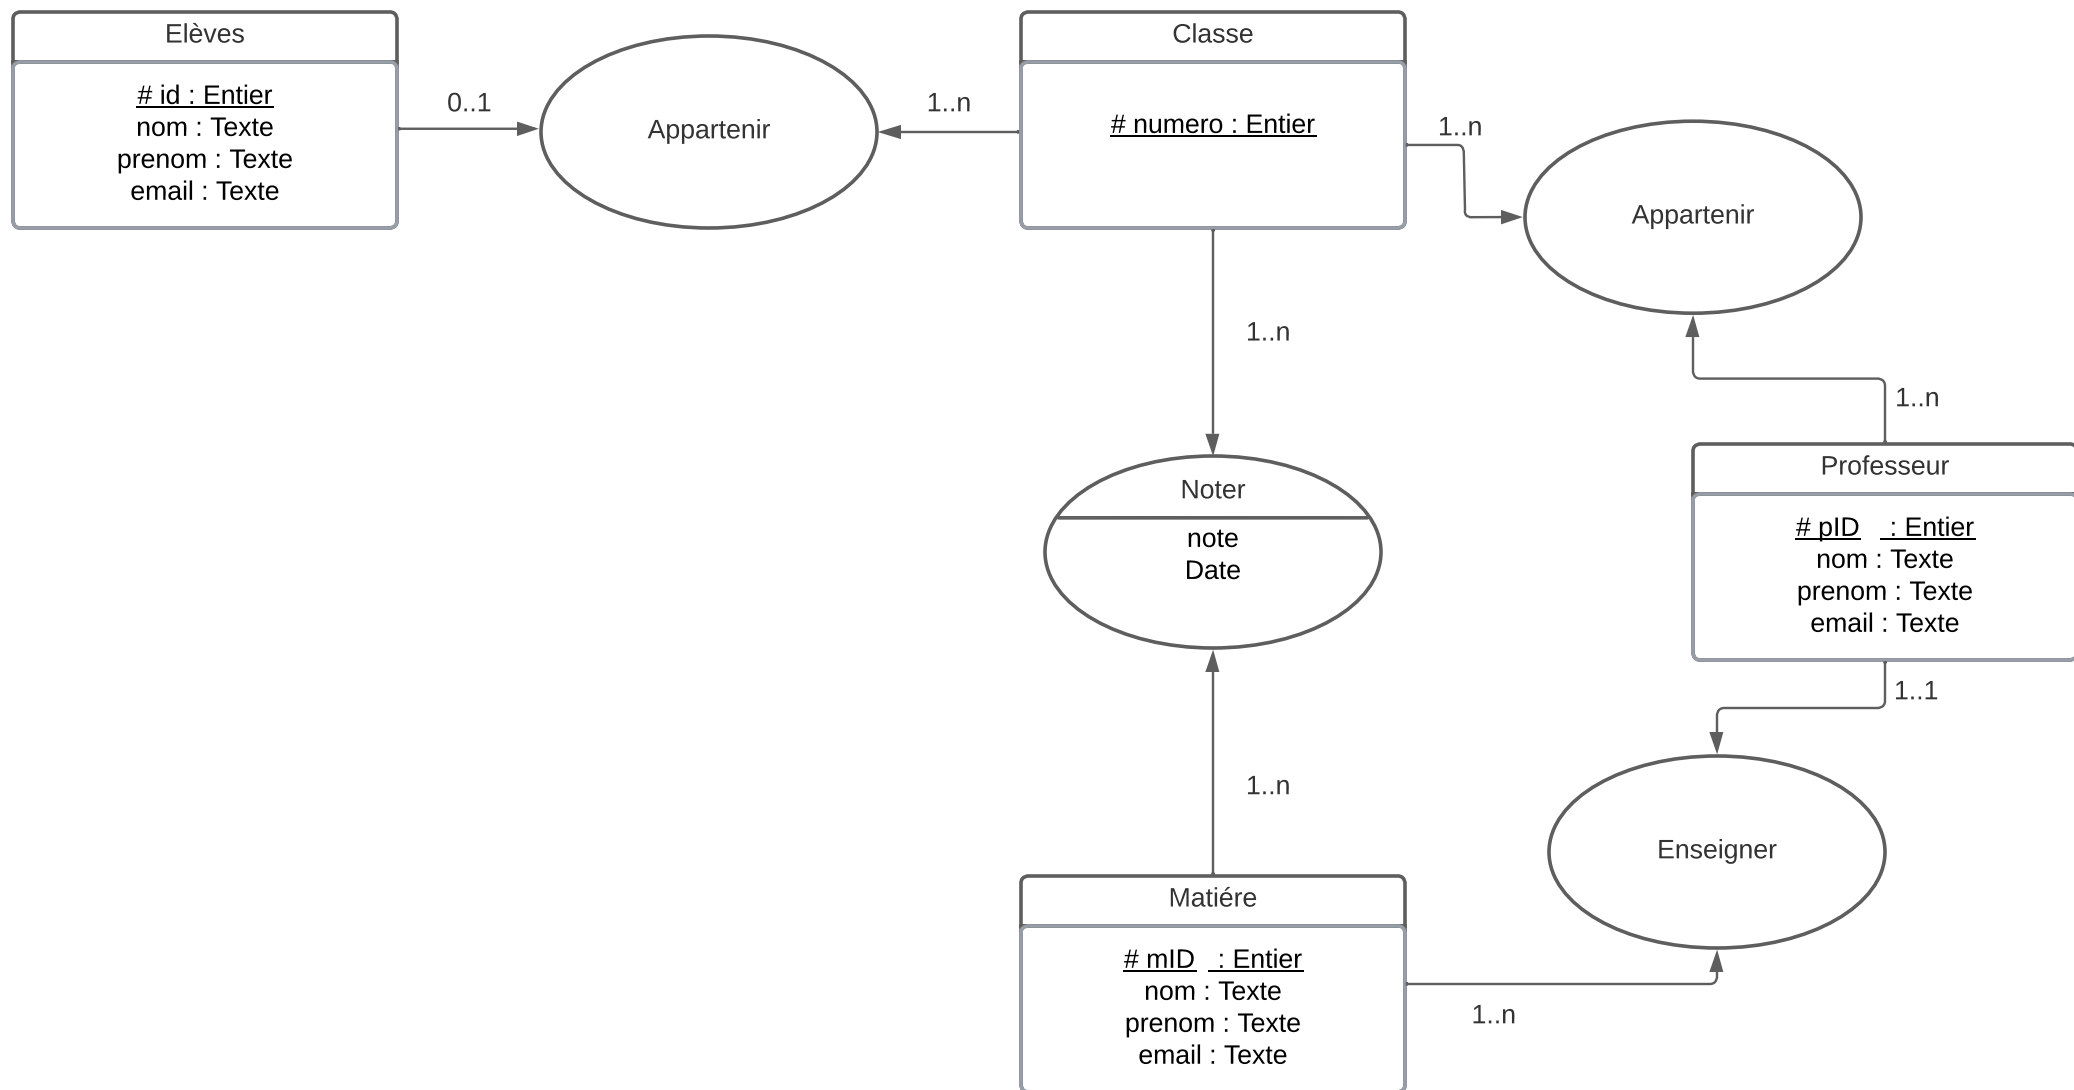 Elèves
# id : Entier
nom : Texte
prenom : Texte
email : Texte
0..1
Appartenir
1..n
Classe
# numero : Entier
1..n
Appartenir
1..n
1..n
Noter
note
Date
Professeur
# pID : Entier
nom : Texte
prenom : Texte
email : Texte
1..1
1..n
Enseigner
Matiére
# mID : Entier
nom : Texte
prenom : Texte
email : Texte
1..n